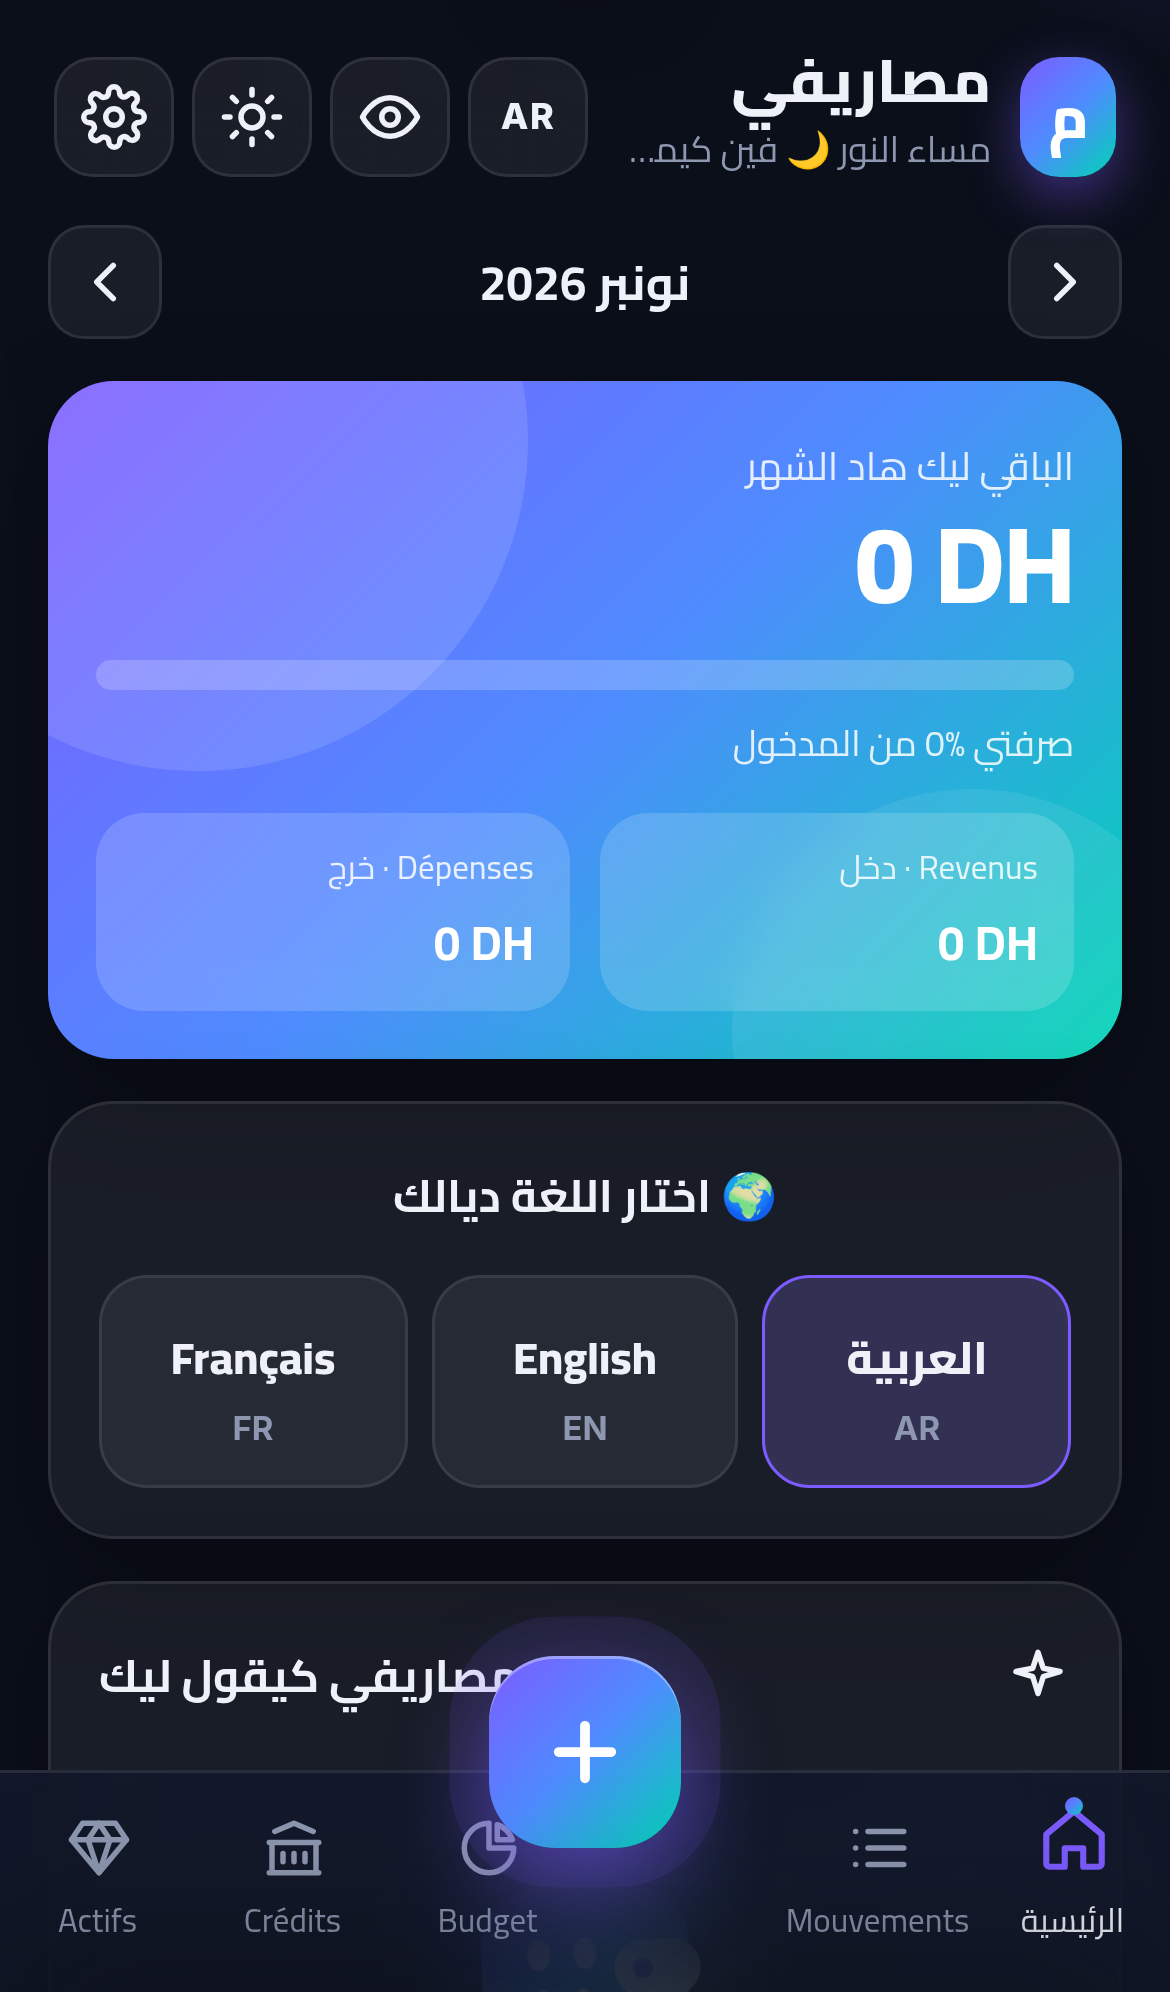 م
مصاريفي
مساء النور 🌙 فين كيم...
AR
نونبر 2026
الباقي ليك هاد الشهر
0 DH
صرفتي 0% من المدخول
دخل · Revenus
0 DH
خرج · Dépenses
0 DH
🌍 اختار اللغة ديالك
العربية
AR
English
EN
Français
FR
مصاريفي كيقول ليك
الرئيسية
Mouvements
Budget
Crédits
Actifs